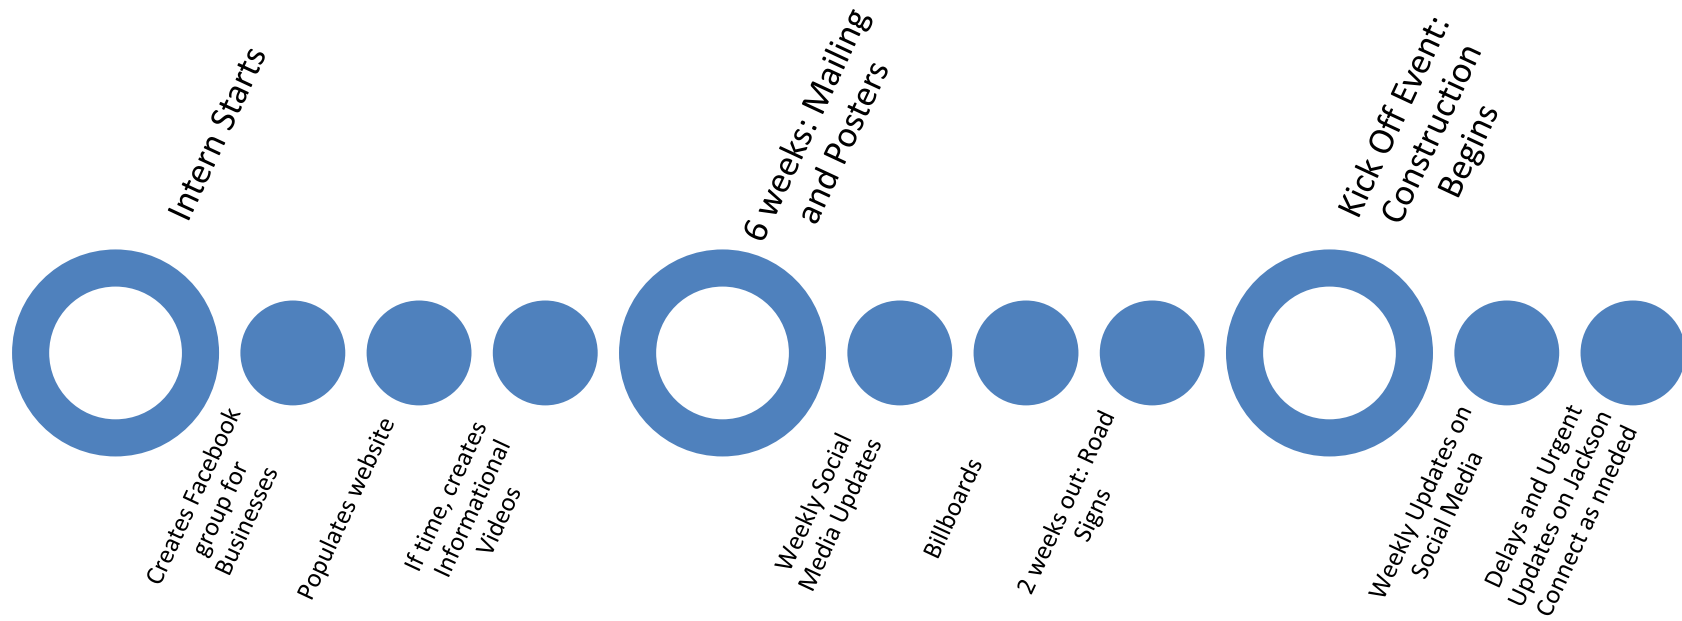 Intern Starts
Creates Facebook
group for
Businesses
Populates website
If time, creates
Informational
Videos
6 weeks: Mailing
and Posters
Weekly Social
Media Updates
Billboards
2 weeks out: Road
Signs
Kick Off Event:
Construction
Begins
Weekly Updates on
Social Media
Delays and Urgent
Updates on Jackson
Connect as nneded